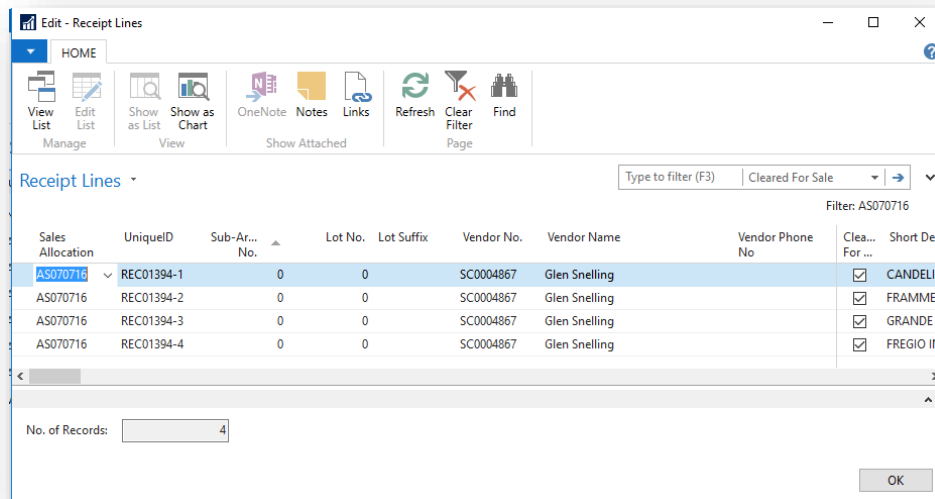 Edit - Receipt Lines
HOME
View List
Edit List
Show as List
Show as Chart
OneNote
Notes
Links
Refresh
Clear Filter
Find
Manage
View
Show Attached
Page
Receipt Lines
Type to filter (F3)
Cleared For Sale
Filter: AS070716
Sales Allocation UniqueID Sub-Ar... No. Lot No. Lot Suffix Vendor No. Vendor Name Vendor Phone No Clea... For ... Short De
AS070716 REC01394-1 0 0 SC0004867 Glen Snelling CANDELI
AS070716 REC01394-2 0 0 SC0004867 Glen Snelling FRAMME
AS070716 REC01394-3 0 0 SC0004867 Glen Snelling GRANDE
AS070716 REC01394-4 0 0 SC0004867 Glen Snelling FREGIO IN
No. of Records: 4
OK